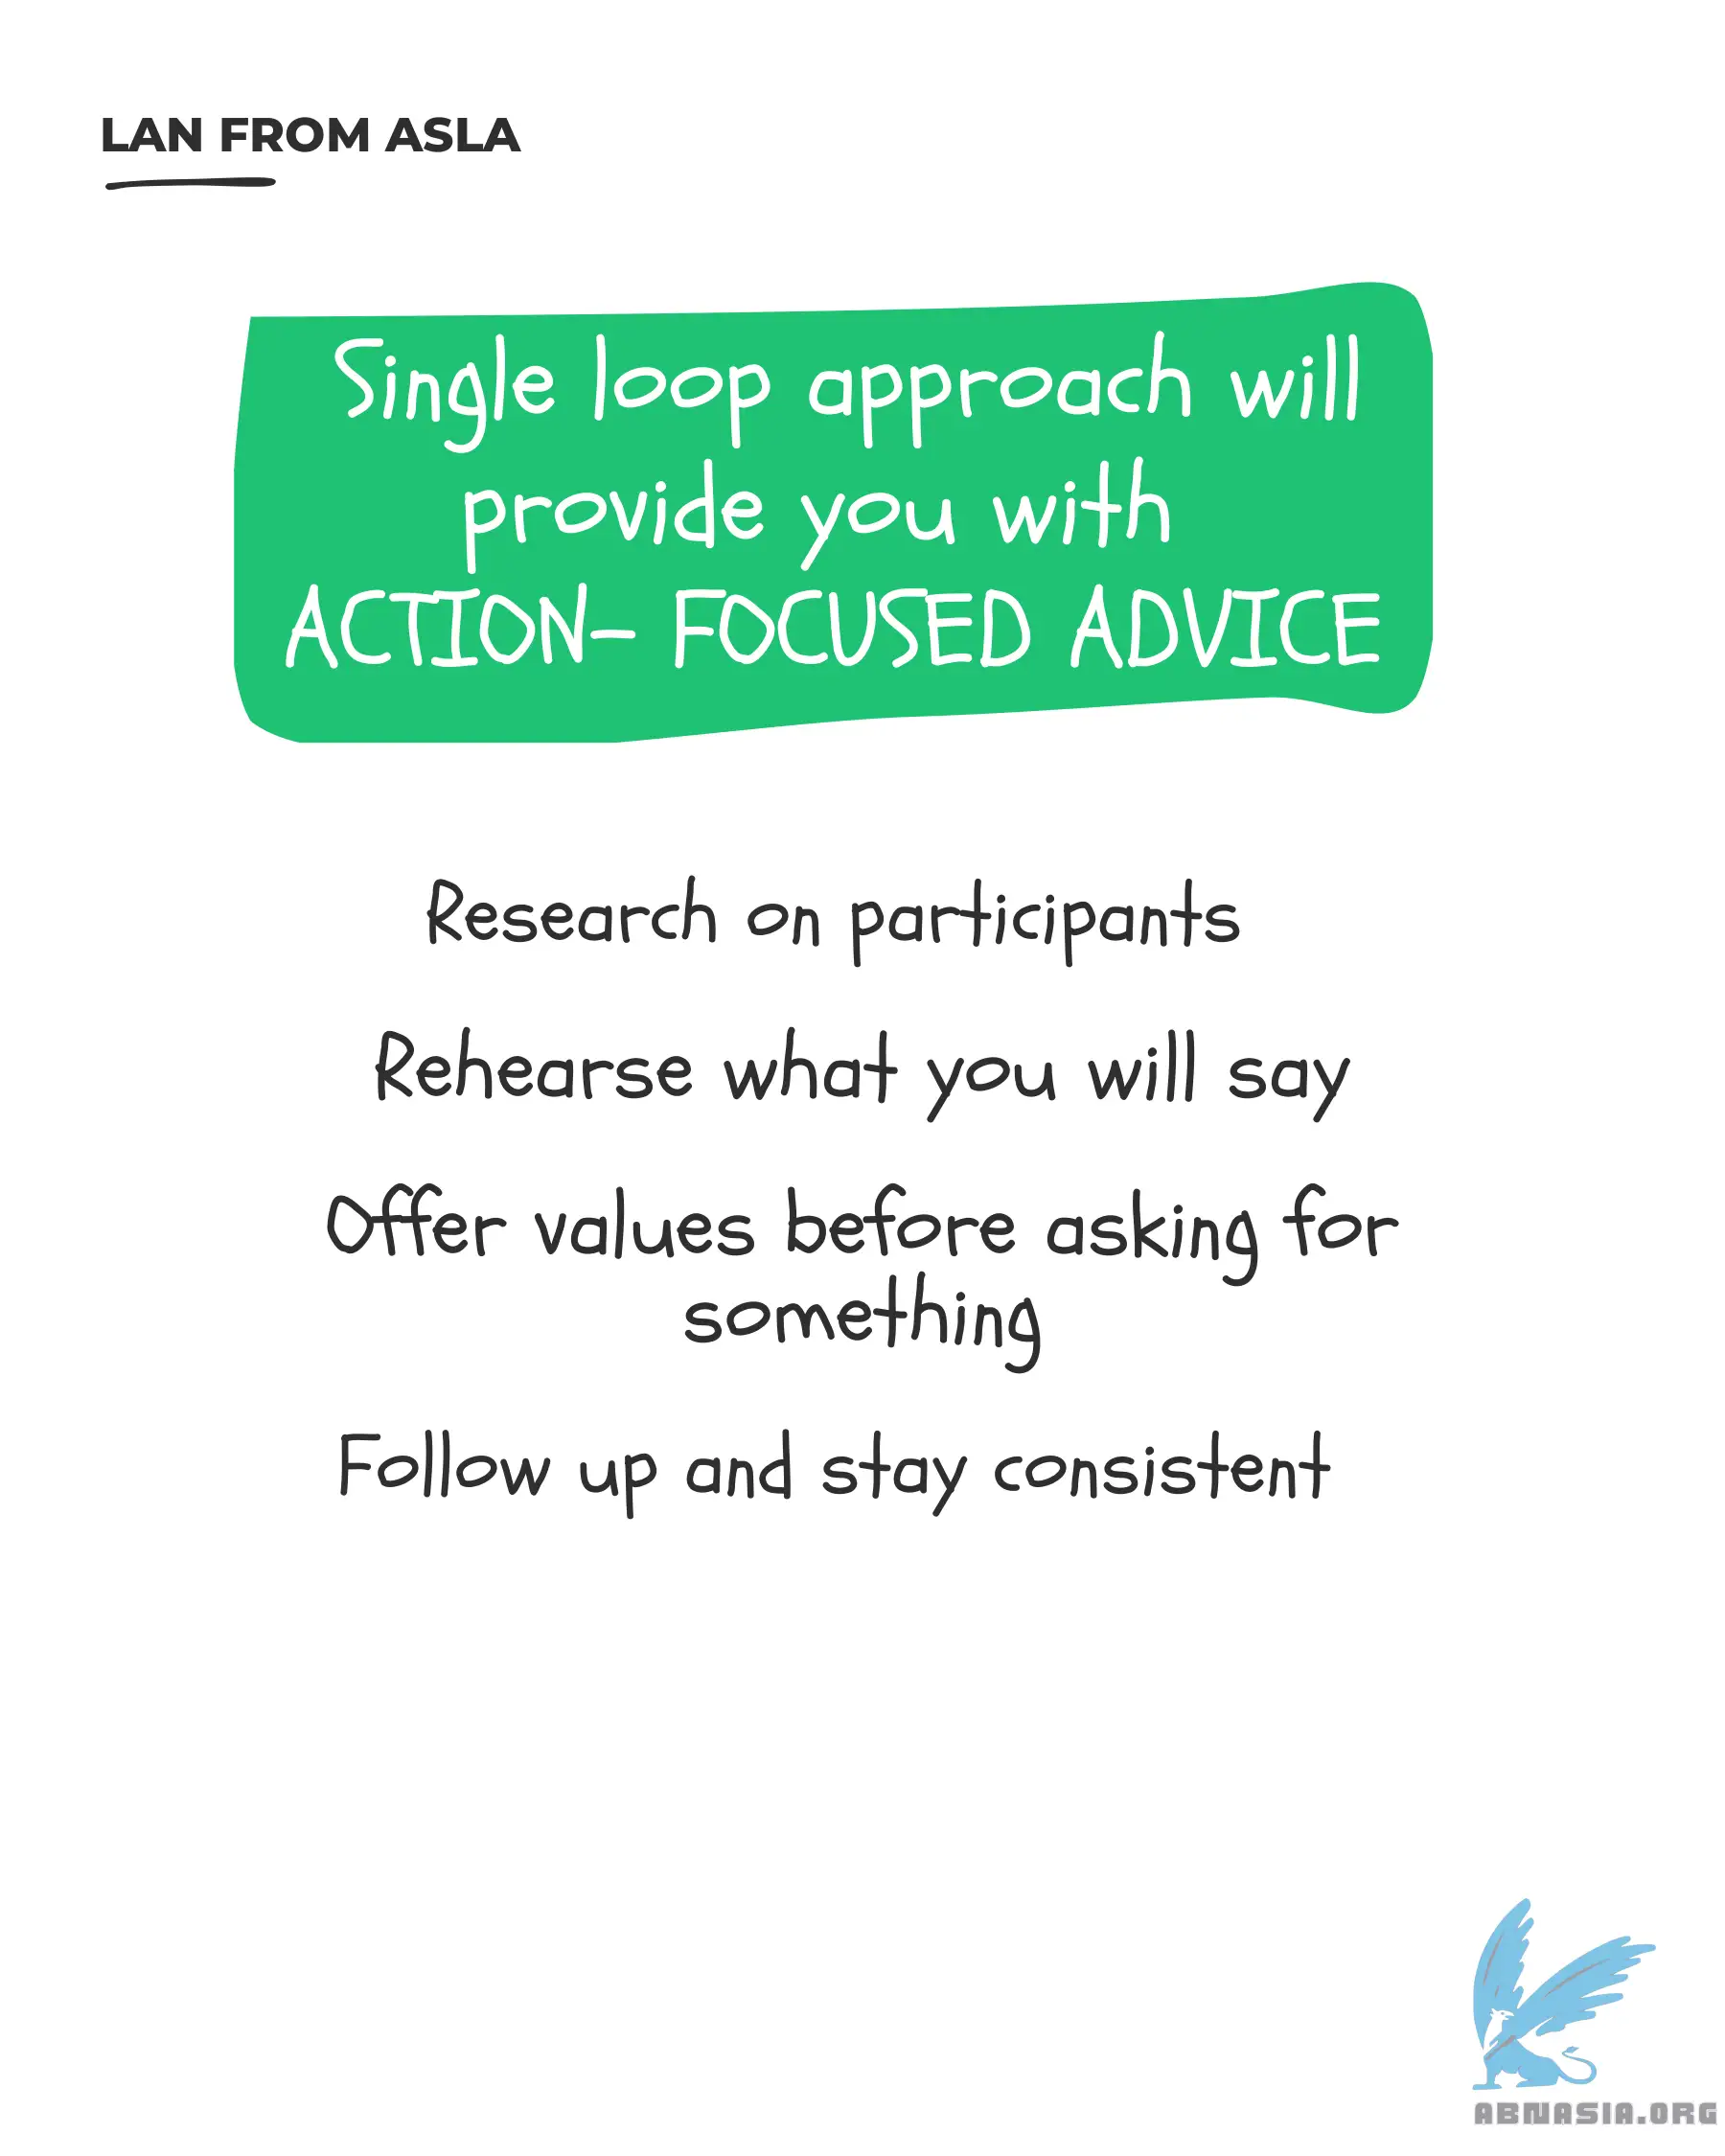 LAN FROM ASLA
Single loop approach will
provide you with
ACTION- FOCUSED ADVICE
Research on participants
Rehearse what you will say
Offer values before asking for
something
Follow up and stay consistent
ABNASIA.ORG